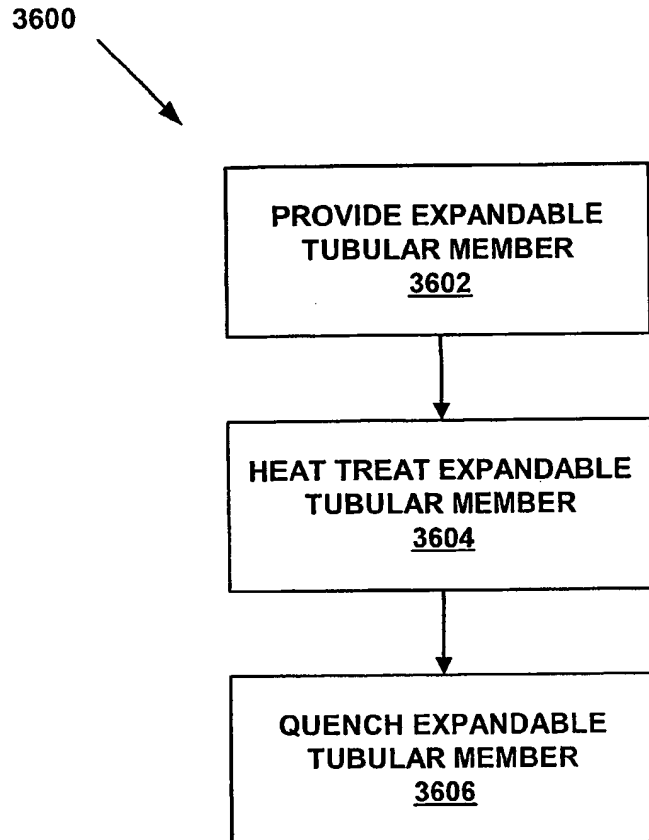 3600
PROVIDE EXPANDABLE
TUBULAR MEMBER
3602
HEAT TREAT EXPANDABLE
TUBULAR MEMBER
3604
QUENCH EXPANDABLE
TUBULAR MEMBER
3606